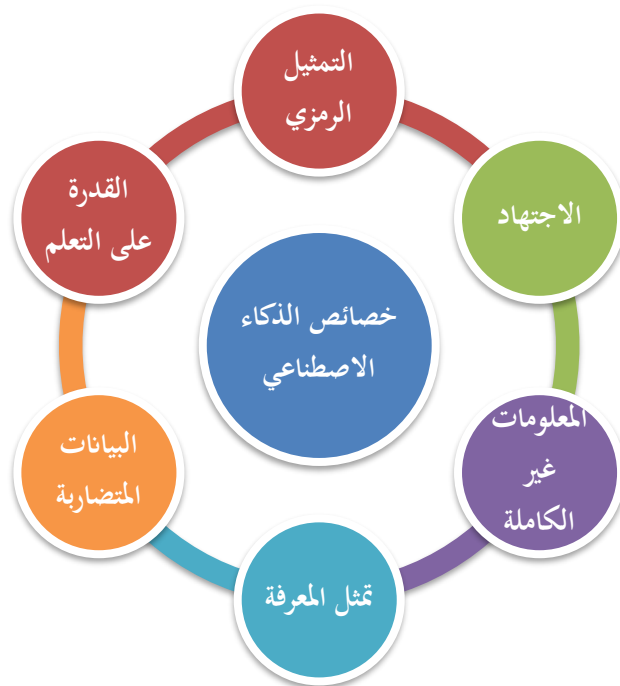 التمثيل
الرمزي
الاجتهاد
المعلومات
غير
الكاملة
تمثل المعرفة
البيانات
المتضاربة
القدرة
على التعلم
خصائص الذكاء
الاصطناعي